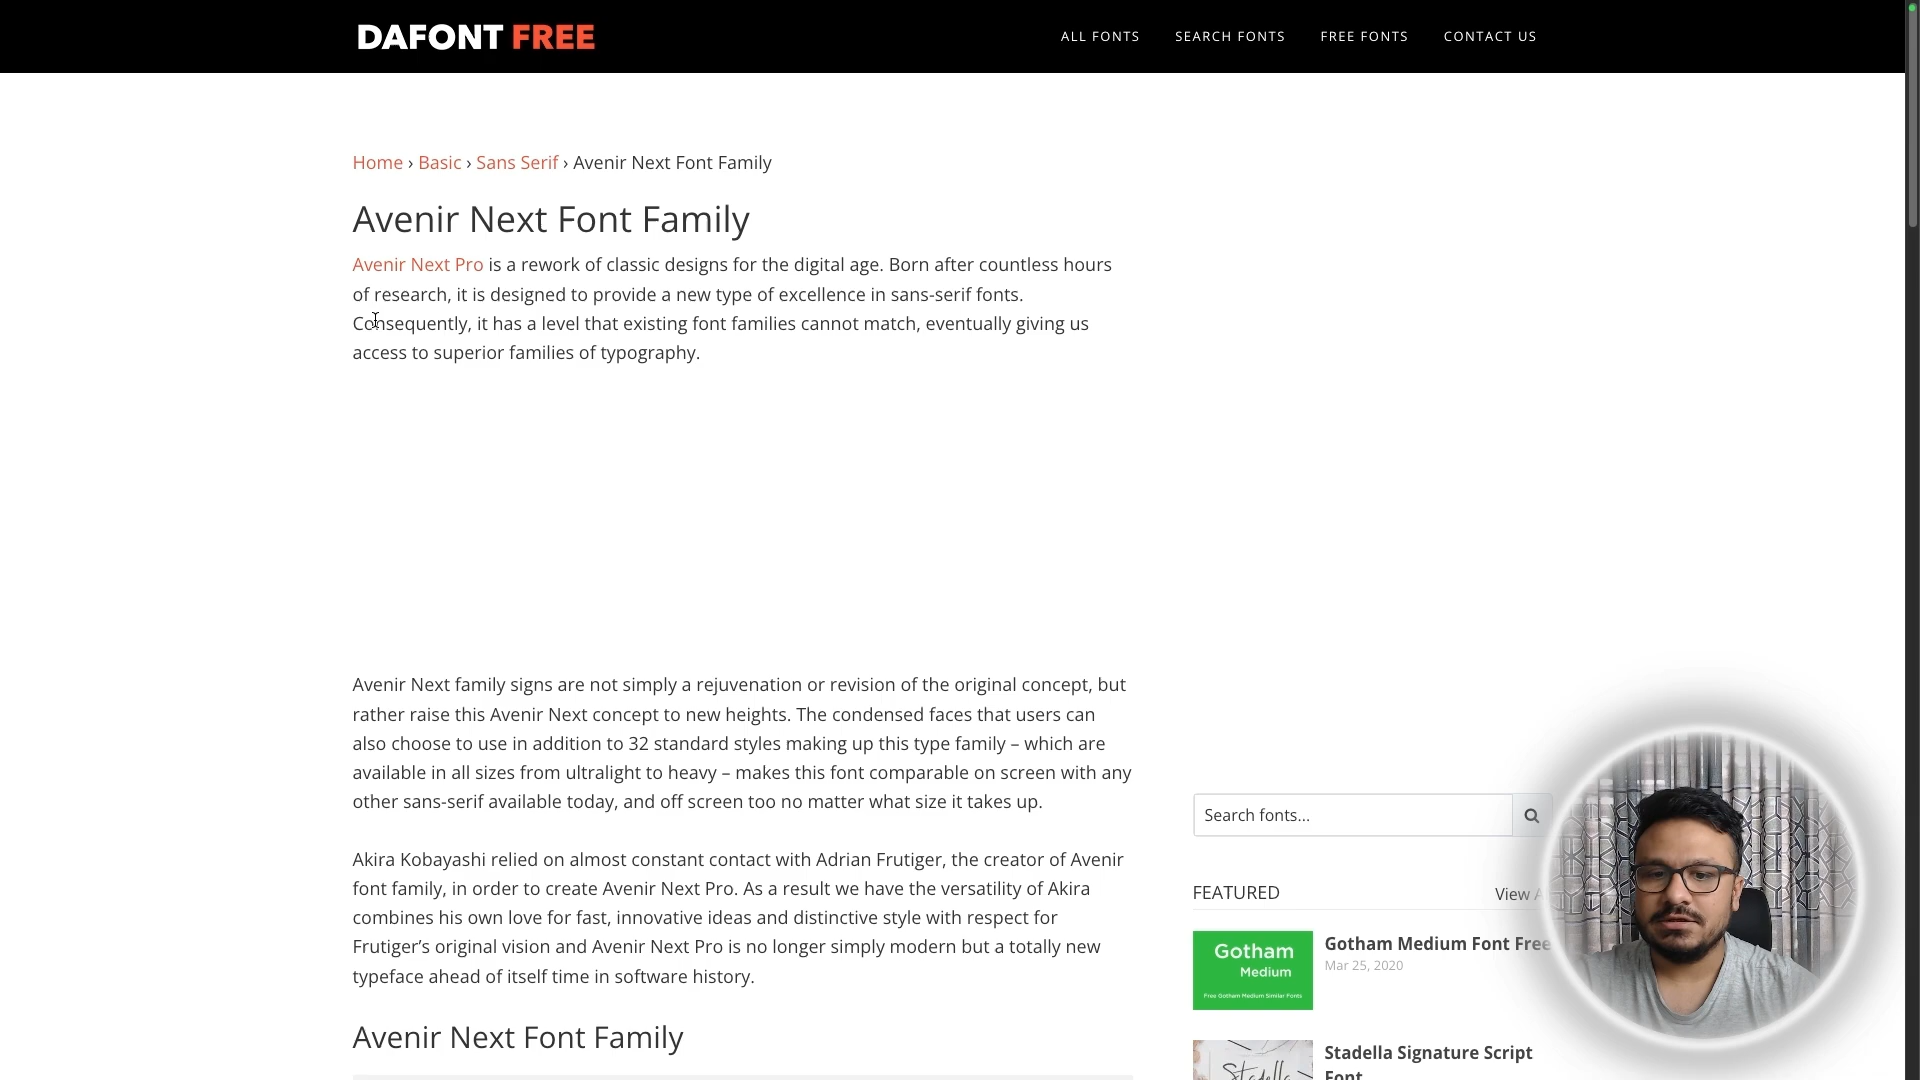 DAFONT FREE
ALL FONTS
SEARCH FONTS
FREE FONTS
CONTACT US
Home › Basic › Sans Serif › Avenir Next Font Family
Avenir Next Font Family
Avenir Next Pro is a rework of classic designs for the digital age. Born after countless hours
of research, it is designed to provide a new type of excellence in sans-serif fonts.
Consequently, it has a level that existing font families cannot match, eventually giving us
access to superior families of typography.
Avenir Next family signs are not simply a rejuvenation or revision of the original concept, but
rather raise this Avenir Next concept to new heights. The condensed faces that users can
also choose to use in addition to 32 standard styles making up this type family – which are
available in all sizes from ultralight to heavy – makes this font comparable on screen with any
other sans-serif available today, and off screen too no matter what size it takes up.
Akira Kobayashi relied on almost constant contact with Adrian Frutiger, the creator of Avenir
font family, in order to create Avenir Next Pro. As a result we have the versatility of Akira
combines his own love for fast, innovative ideas and distinctive style with respect for
Frutiger’s original vision and Avenir Next Pro is no longer simply modern but a totally new
typeface ahead of itself time in software history.
Avenir Next Font Family
Search fonts...
FEATURED
View
Gotham
Medium
Free Gotham Medium Similar Fonts
Gotham Medium Font Free
Mar 25, 2020
Stadella
Stadella Signature Script
Font